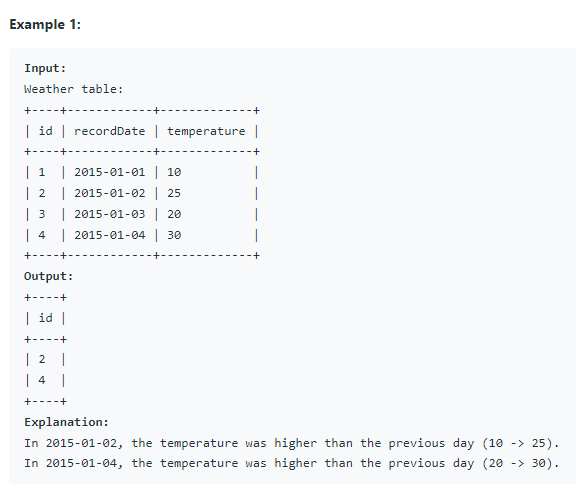 Example 1:
Input:
Weather table:
+----+------------+-------------+
| id | recordDate | temperature |
+----+------------+-------------+
| 1  | 2015-01-01 | 10          |
| 2  | 2015-01-02 | 25          |
| 3  | 2015-01-03 | 20          |
| 4  | 2015-01-04 | 30          |
+----+------------+-------------+
Output:
+----+
| id |
+----+
| 2  |
| 4  |
+----+
Explanation:
In 2015-01-02, the temperature was higher than the previous day (10 -> 25).
In 2015-01-04, the temperature was higher than the previous day (20 -> 30).